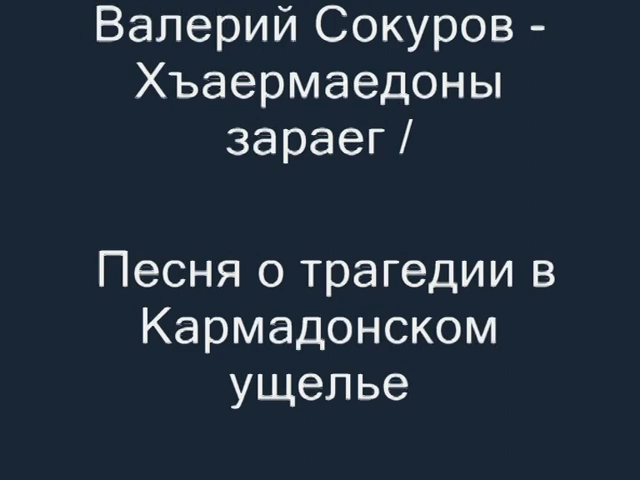 Валерий Сокуров -
Хъаермаедоны
зараег /
Песня о трагедии в
Кармадонском
ущелье